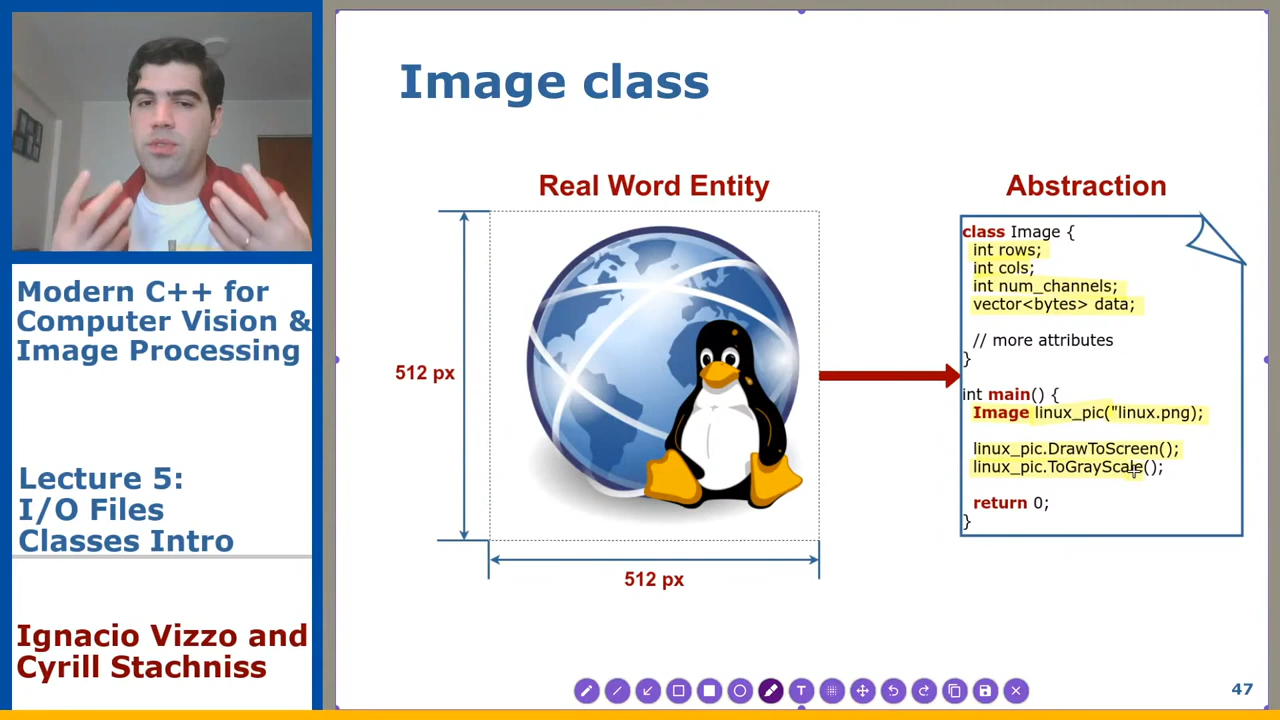 Modern C++ for
Computer Vision &
Image Processing
Lecture 5:
I/O Files
Classes Intro
Ignacio Vizzo and
Cyrill Stachniss
Image class
Real Word Entity
512 px
512 px
Abstraction
class Image {
int rows;
int cols;
int num_channels;
vector<bytes> data;
// more attributes
}
int main() {
Image linux_pic("linux.png);
linux_pic.DrawToScreen();
linux_pic.ToGrayScale();
return 0;
}
T
47